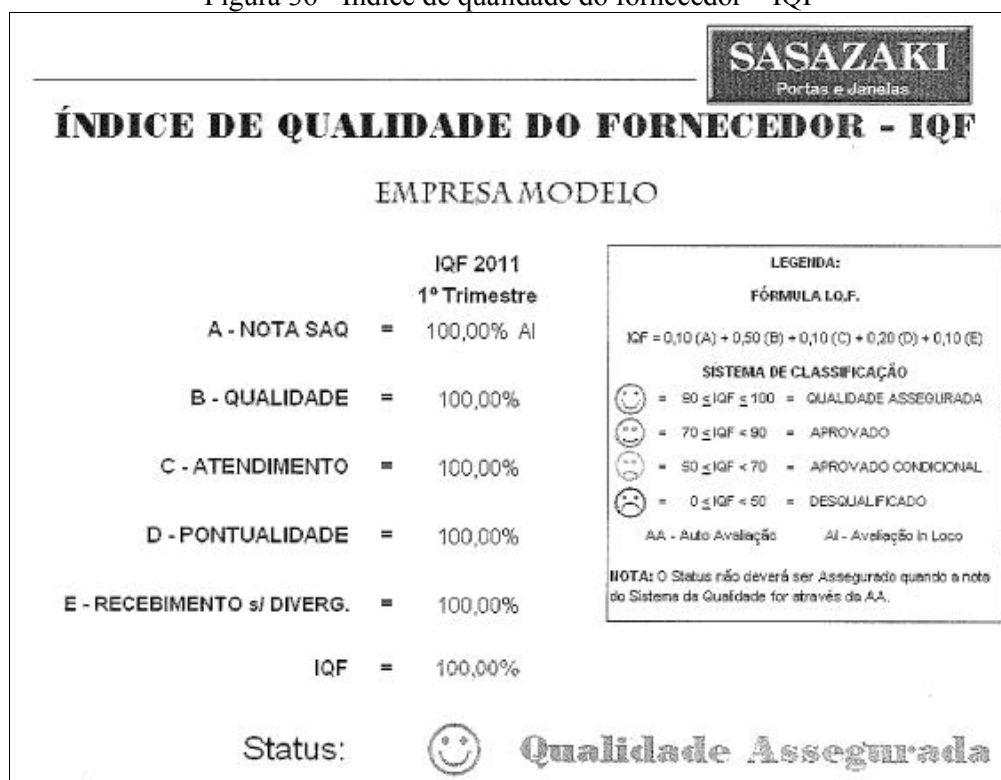 Figura 30 - Índice de qualidade do fornecedor – IQF
SASAZAKI
Portas e Janelas
ÍNDICE DE QUALIDADE DO FORNECEDOR - IQF
EMPRESA MODELO
IQF 2011
1º Trimestre
A - NOTA SAQ = 100,00% AI
B - QUALIDADE = 100,00%
C - ATENDIMENTO = 100,00%
D - PONTUALIDADE = 100,00%
E - RECEBIMENTO s/ DIVERG. = 100,00%
IQF = 100,00%
LEGENDA:
FÓRMULA I.Q.F.
IQF = 0,10 (A) + 0,50 (B) + 0,10 (C) + 0,20 (D) + 0,10 (E)
SISTEMA DE CLASSIFICAÇÃO
= 90 ≤ IQF ≤ 100 = QUALIDADE ASSEGURADA
= 70 ≤ IQF < 90 = APROVADO
= 50 ≤ IQF < 70 = APROVADO CONDICIONAL
= 0 ≤ IQF < 50 = DESQUALIFICADO
AA - Auto Avaliação AI - Avaliação In Loco
NOTA: O Status não deverá ser Assegurado quando a nota
do Sistema da Qualidade for através da AA.
Status: Qualidade Assegurada